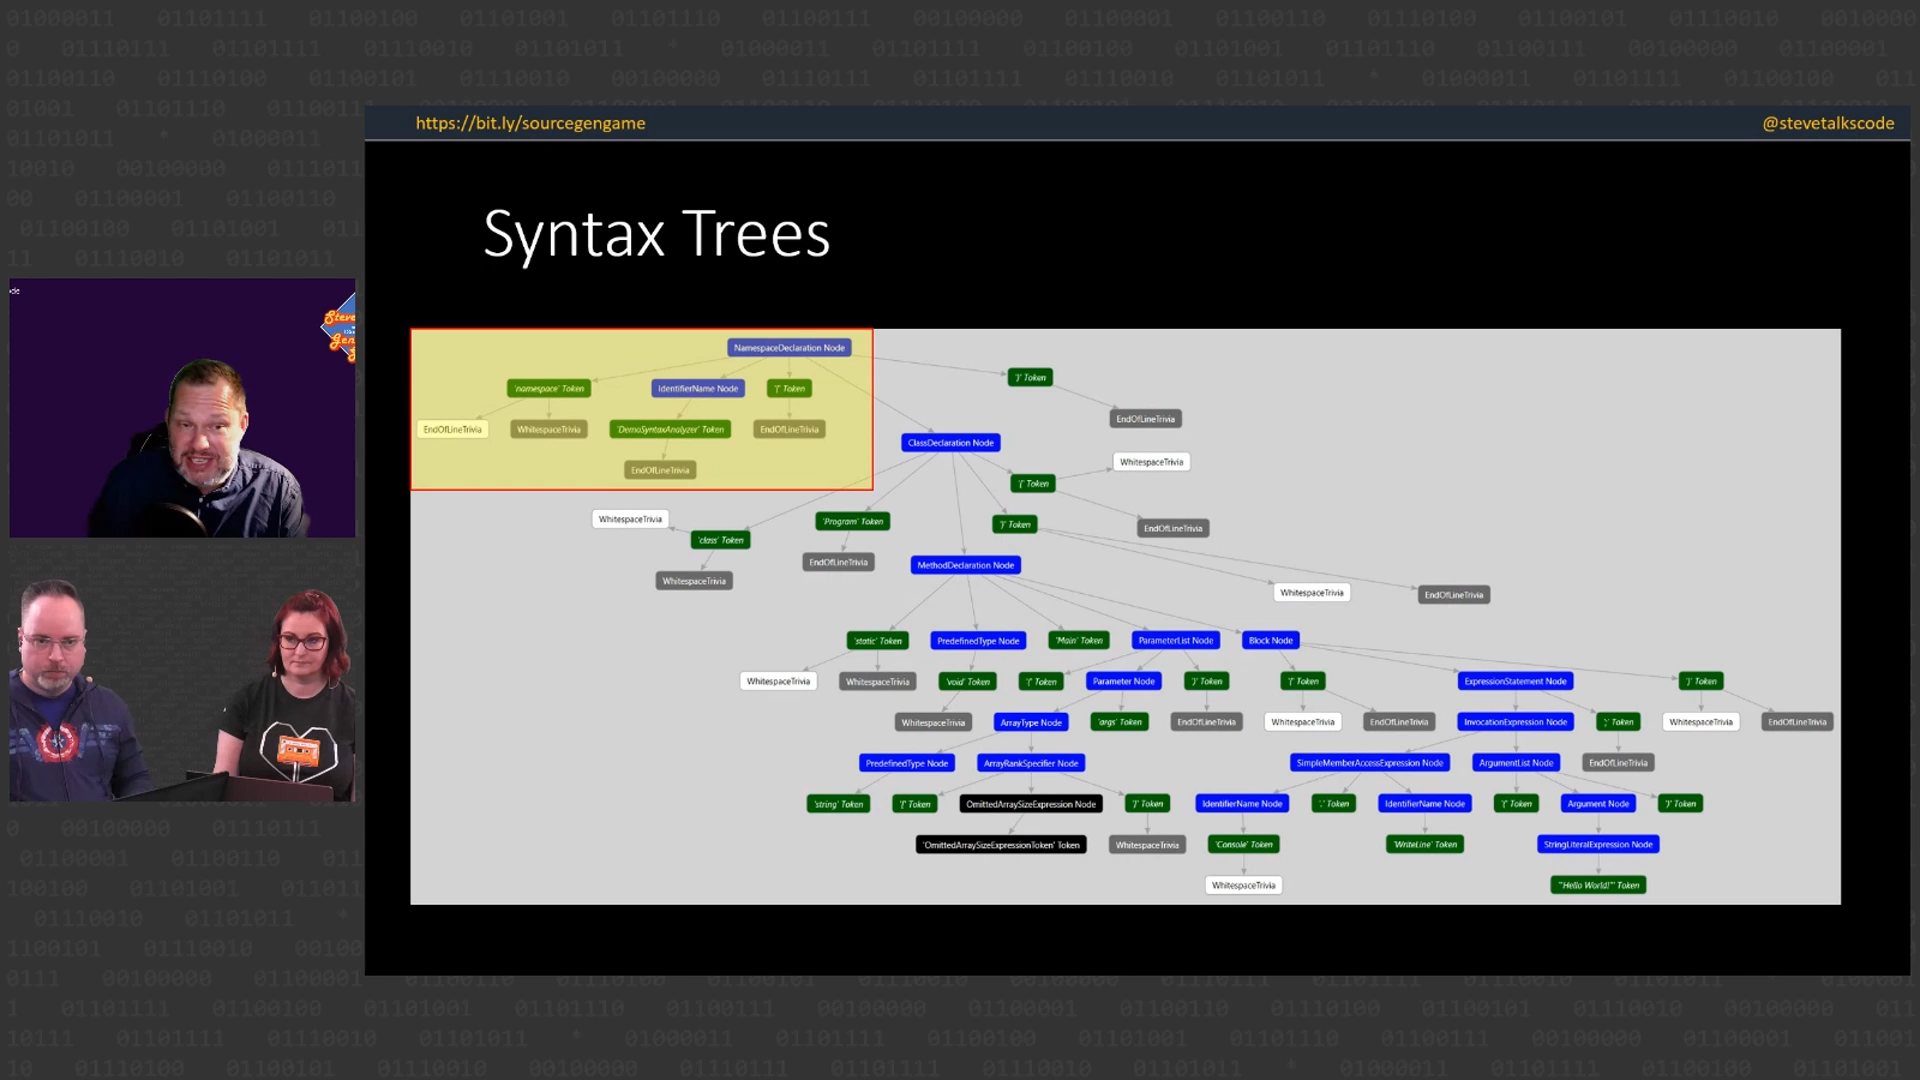 https://bit.ly/sourcegengame
@stevetalkscode
Syntax Trees
NamespaceDeclaration Node
'}' Token
'namespace' Token
IdentifierName Node
'{' Token
EndOfLineTrivia
EndOfLineTrivia
WhitespaceTrivia
'DemoSyntaxAnalyzer' Token
EndOfLineTrivia
ClassDeclaration Node
WhitespaceTrivia
EndOfLineTrivia
'{' Token
WhitespaceTrivia
'Program' Token
'}' Token
EndOfLineTrivia
'class' Token
EndOfLineTrivia
MethodDeclaration Node
WhitespaceTrivia
WhitespaceTrivia
EndOfLineTrivia
'static' Token
PredefinedType Node
'Main' Token
ParameterList Node
Block Node
WhitespaceTrivia
WhitespaceTrivia
'void' Token
'(' Token
Parameter Node
')' Token
'{' Token
ExpressionStatement Node
'}' Token
WhitespaceTrivia
ArrayType Node
'args' Token
EndOfLineTrivia
WhitespaceTrivia
EndOfLineTrivia
InvocationExpression Node
';' Token
WhitespaceTrivia
EndOfLineTrivia
PredefinedType Node
ArrayRankSpecifier Node
SimpleMemberAccessExpression Node
ArgumentList Node
EndOfLineTrivia
'string' Token
'[' Token
OmittedArraySizeExpression Node
']' Token
IdentifierName Node
'.' Token
IdentifierName Node
'(' Token
Argument Node
')' Token
'OmittedArraySizeExpressionToken' Token
WhitespaceTrivia
'Console' Token
'WriteLine' Token
StringLiteralExpression Node
WhitespaceTrivia
'"Hello World!"' Token